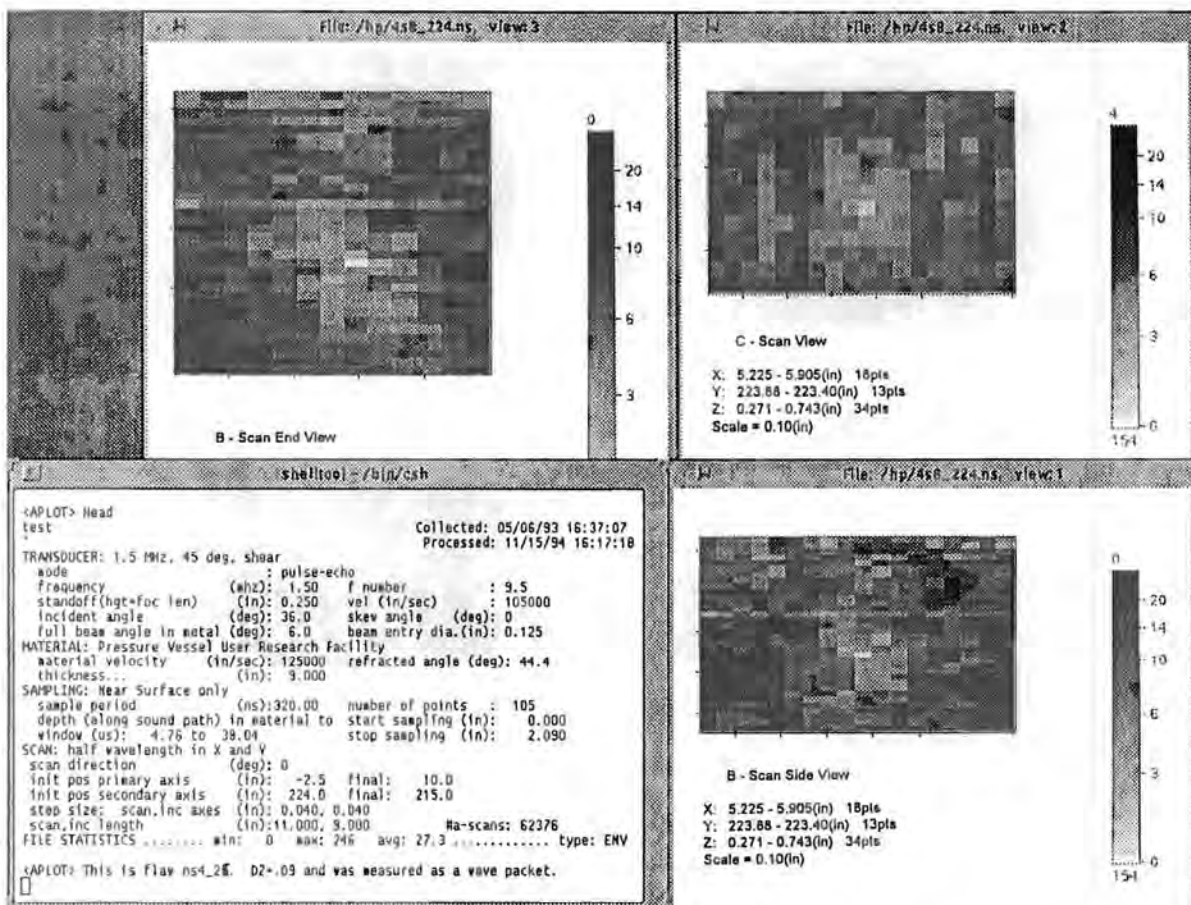 File: /hp/4s8_224.ns, view:3
0
20
14
10
6
3
B - Scan End View
File: /hp/4s8_224.ns, view:2
4
20
14
10
6
3
0
154
C - Scan View
X: 5.225 - 5.905(in) 18pts
Y: 223.88 - 223.40(in) 13pts
Z: 0.271 - 0.743(in) 34pts
Scale = 0.10(in)
shelltool - /bin/csh
<APLOT> Head
test
Collected: 05/06/93 16:37:07
Processed: 11/15/94 16:17:18
TRANSDUCER: 1.5 MHz, 45 deg, shear
mode : pulse-echo
frequency (mhz): 1.50 f number : 9.5
standoff(hgt+foc len) (in): 0.250 vel (in/sec) : 105000
incident angle (deg): 36.0 skew angle (deg): 0
full beam angle in metal (deg): 6.0 beam entry dia.(in): 0.125
MATERIAL: Pressure Vessel User Research Facility
material velocity (in/sec): 125000 refracted angle (deg): 44.4
thickness... (in): 9.000
SAMPLING: Near Surface only
sample period (ns):320.00 number of points : 105
depth (along sound path) in material to start sampling (in): 0.000
window (us): 4.76 to 38.04 stop sampling (in): 2.090
SCAN: half wavelength in X and Y
scan direction (deg): 0
init pos primary axis (in): -2.5 final: 10.0
init pos secondary axis (in): 224.0 final: 215.0
step size: scan,inc axes (in): 0.040, 0.040
scan,inc length (in):11.000, 9.000 #a-scans: 62376
FILE STATISTICS ........ min: 0 max: 246 avg: 27.3 ............. type: ENV
<APLOT> This is flaw D2=.09 and was measured as a wave packet.
File: /hp/4s8_224.ns, view:1
0
20
14
10
6
3
0
154
B - Scan Side View
X: 5.225 - 5.905(in) 18pts
Y: 223.88 - 223.40(in) 13pts
Z: 0.271 - 0.743(in) 34pts
Scale = 0.10(in)